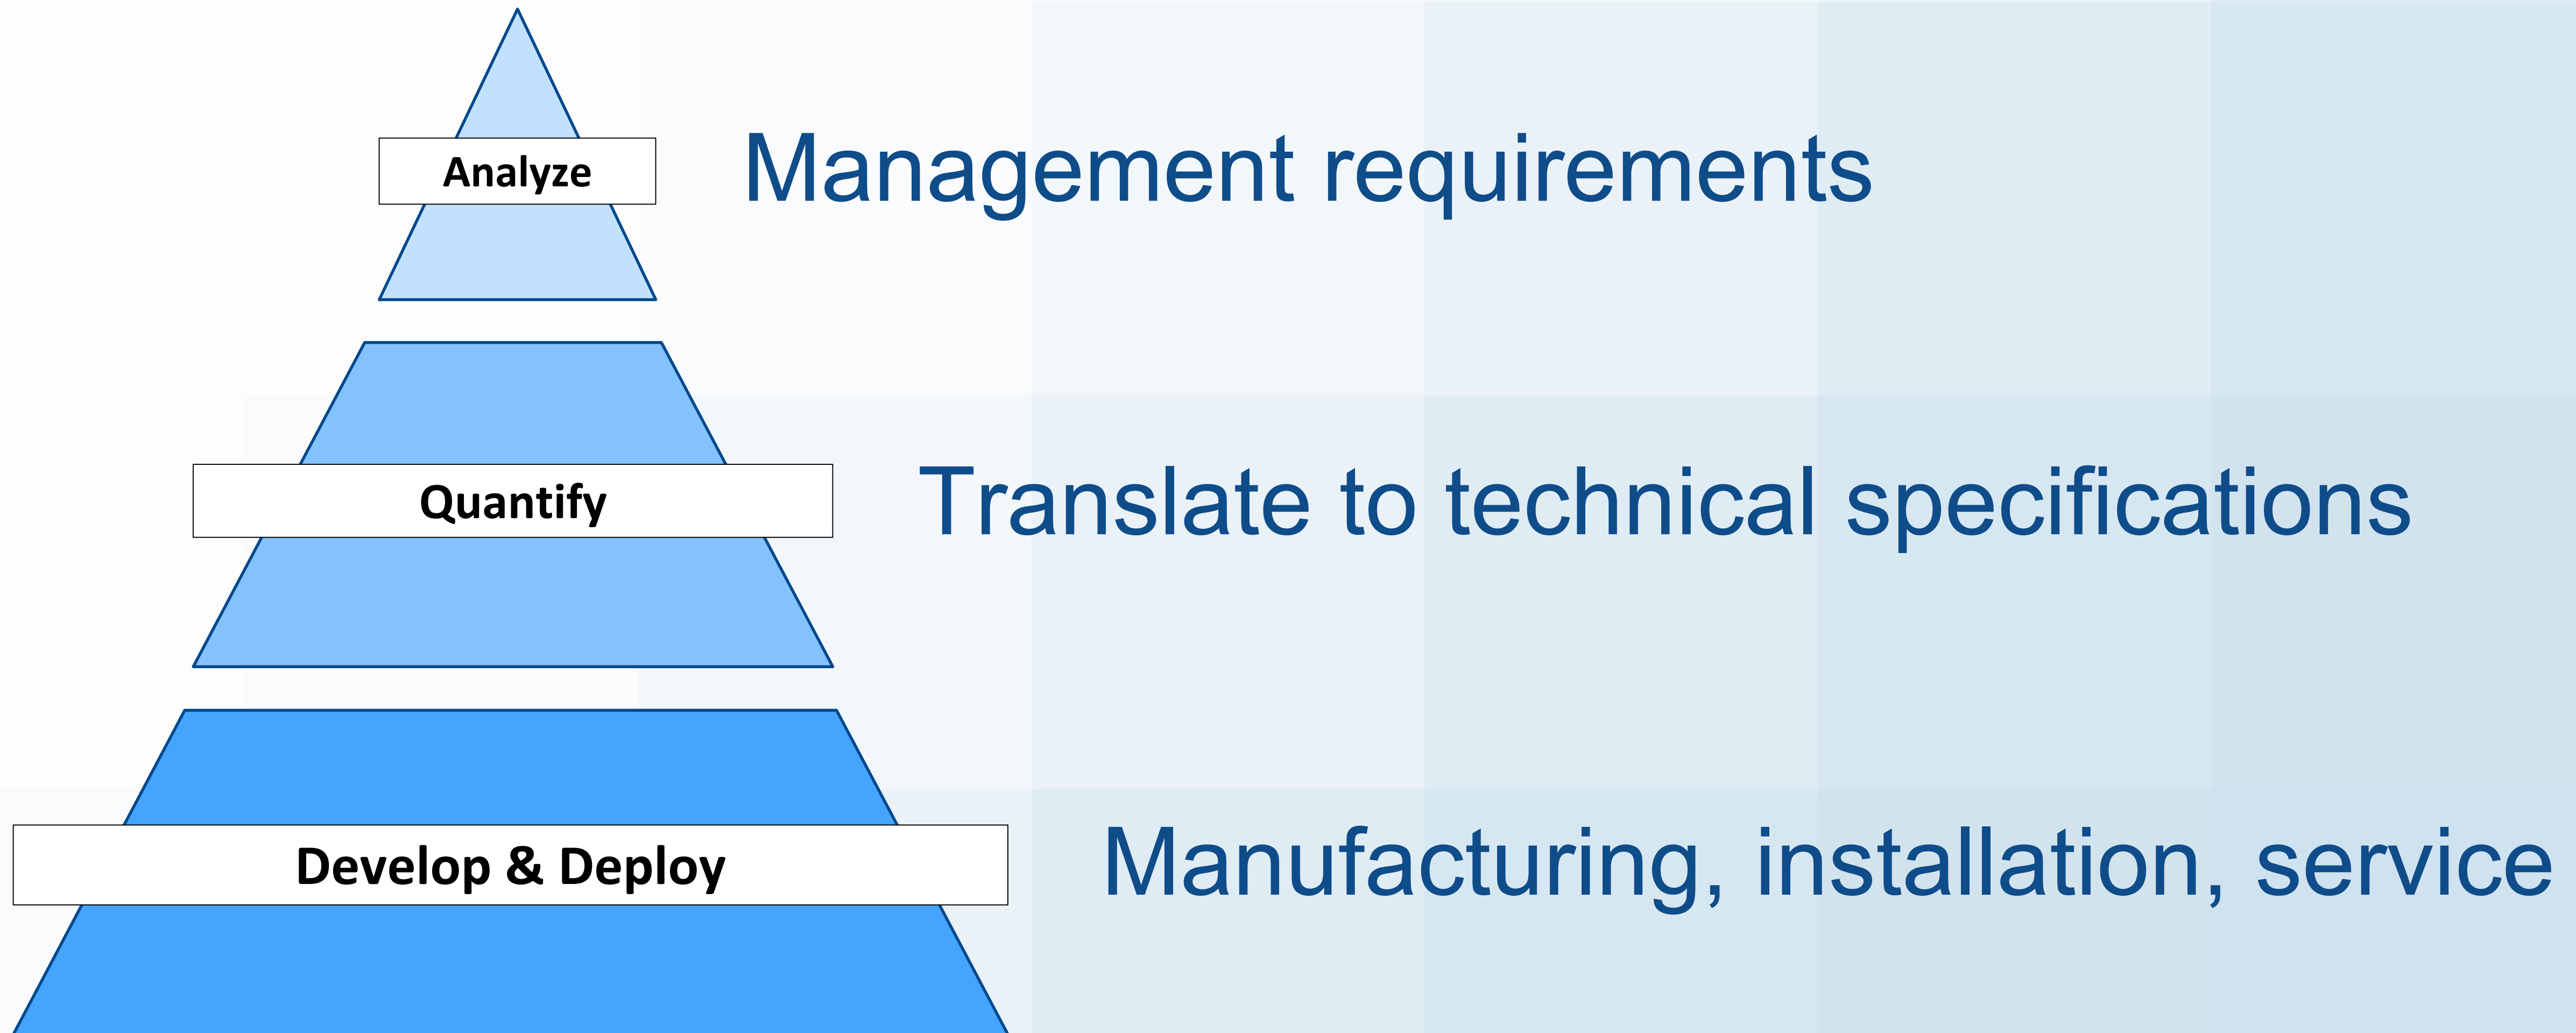 Analyze
Management requirements
Quantify
Translate to technical specifications
Develop & Deploy
Manufacturing, installation, service